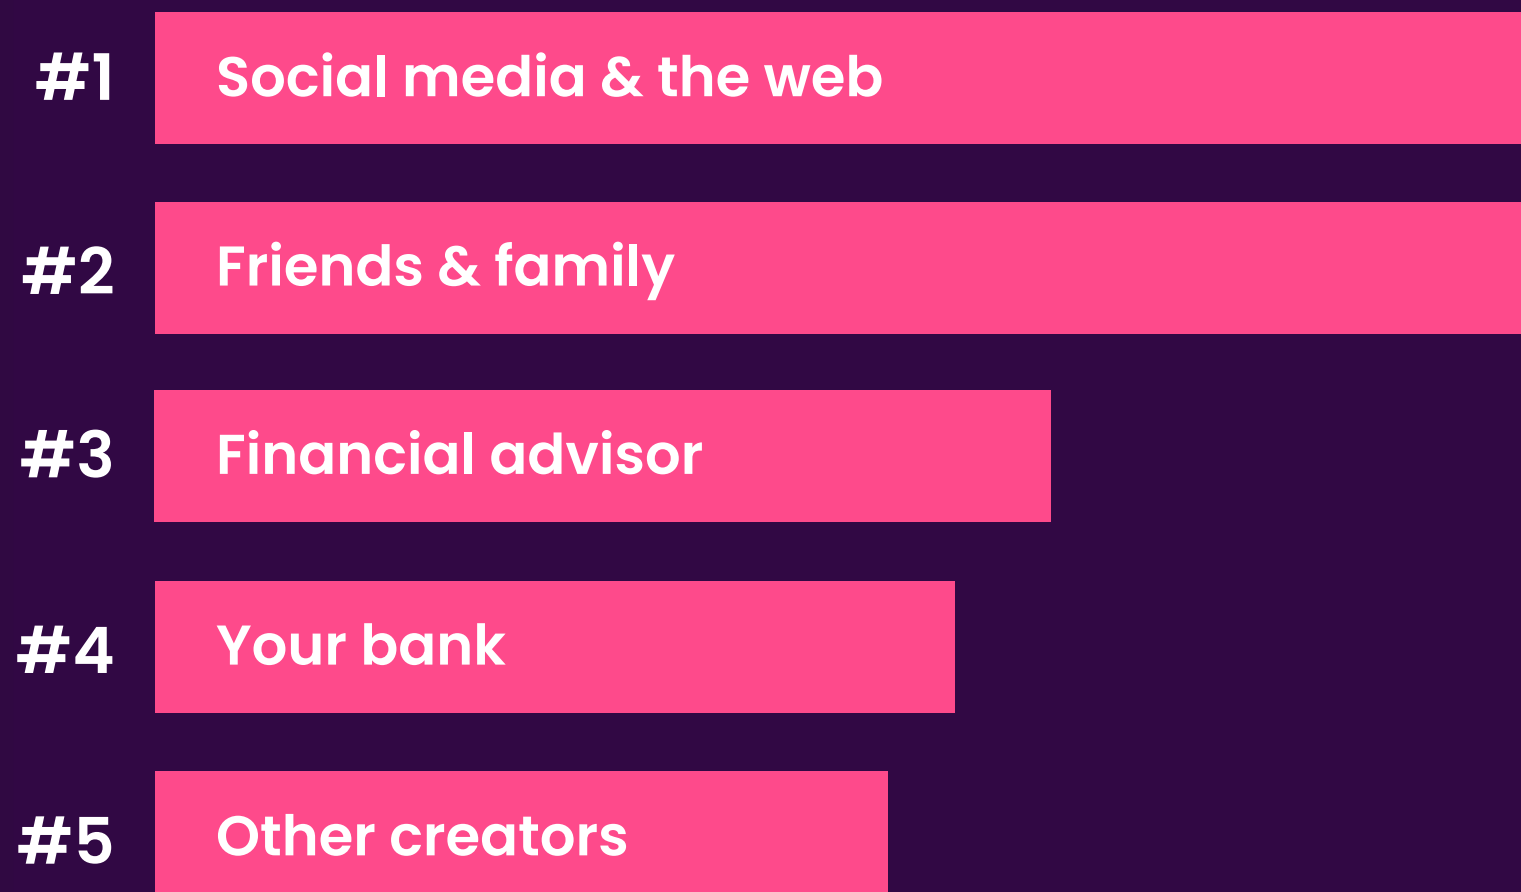 #1 Social media & the web
#2 Friends & family
#3 Financial advisor
#4 Your bank
#5 Other creators